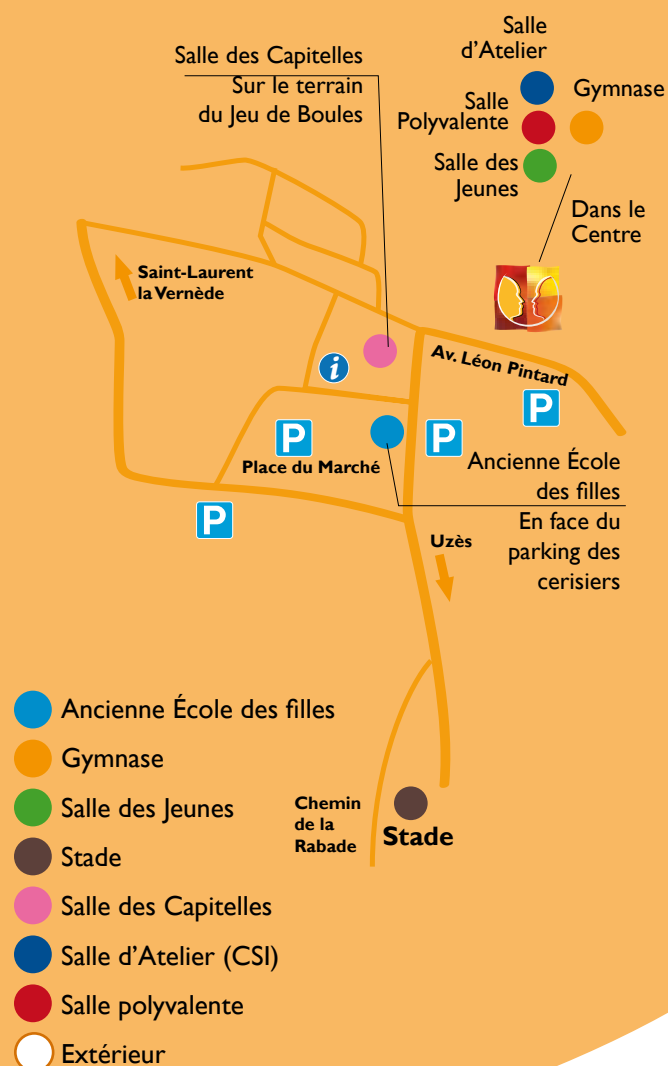 Salle
d’Atelier
Salle des Capitelles
Sur le terrain
du Jeu de Boules
Gymnase
Salle
Polyvalente
Salle des
Jeunes
Dans le
Centre
Saint-Laurent
la Vernède
i
Av. Léon Pintard
P
P
P
Place du Marché
P
Ancienne École
des filles
En face du
parking des
cerisiers
Uzès
Chemin
de la
Rabade
Stade
Ancienne École des filles
Gymnase
Salle des Jeunes
Stade
Salle des Capitelles
Salle d’Atelier (CSI)
Salle polyvalente
Extérieur